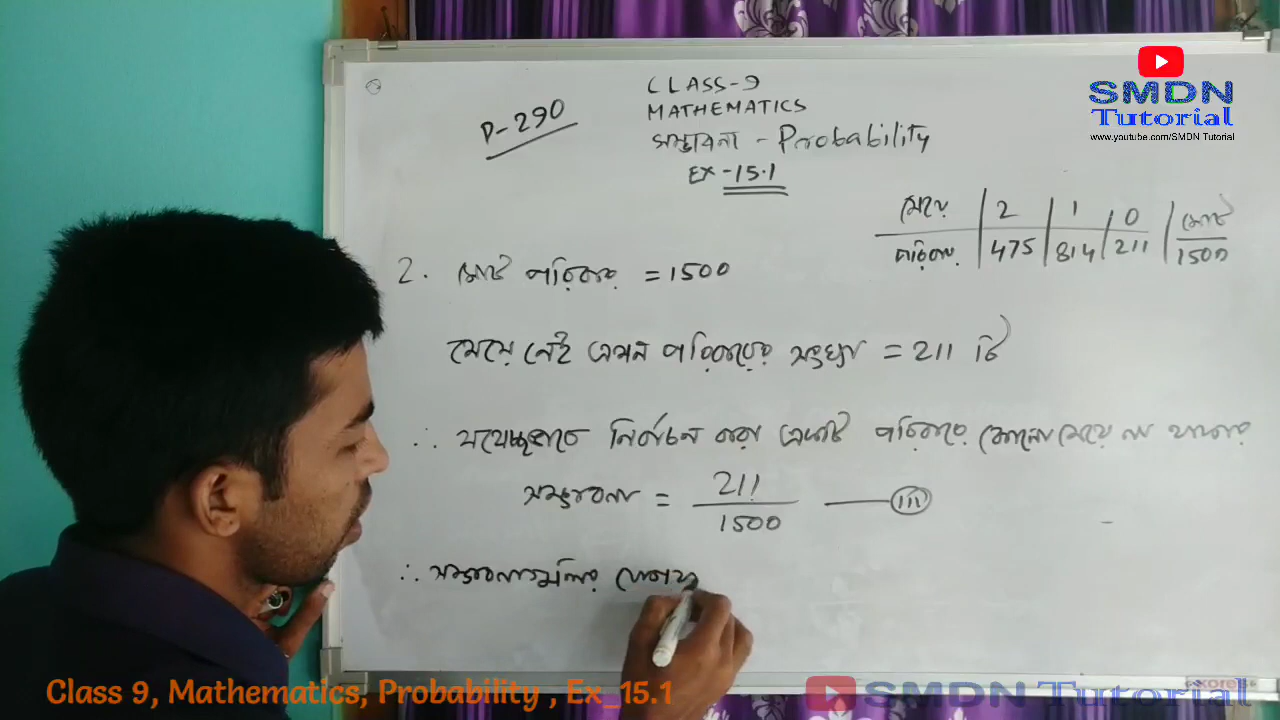 P-290
CLASS-9
MATHEMATICS
সম্ভাবনা - Probability
EX-15.1
মেয়ে | 2 | 1 | 0 | মোট
পরিবার | 475 | 814 | 211 | 1500
2. মোট পরিবার = 1500
মেয়ে নেই এমন পরিবারের সংখ্যা = 211 টি
∴ যথেচ্ছভাবে নির্বাচন করা একটি পরিবারে কোনো মেয়ে না থাকার
সম্ভাবনা = 211/1500 — (iii)
∴ সম্ভাবনাগুলির যোগফ
SMDN
Tutorial
www.youtube.com/SMDN Tutorial
Class 9, Mathematics, Probability , Ex_15.1
SMDN Tutorial